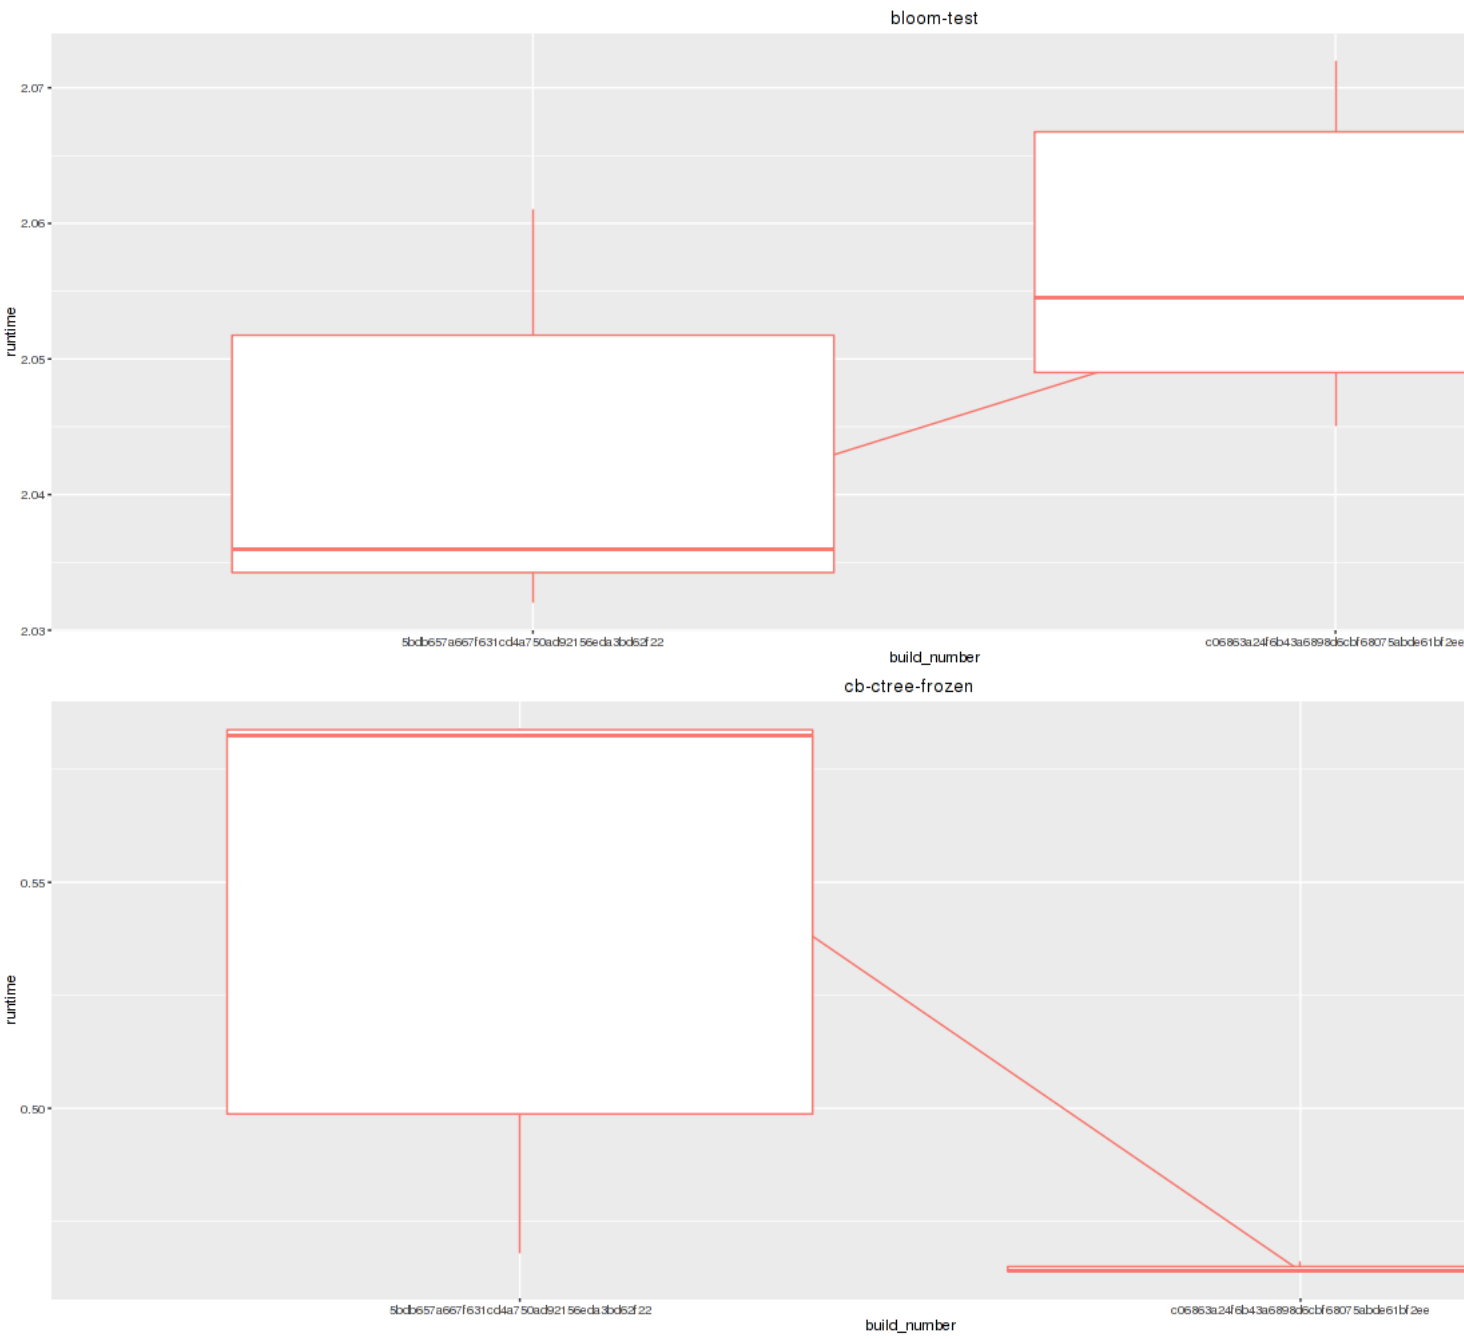 bloom-test
2.07
2.06
2.05
2.04
2.03
runtime
5bdb657a667f631cd4a750ad92156eda3bd62f22
c06863a24f6b43a6898d6cbf68075abde61bf2ee
build_number
cb-ctree-frozen
0.55
0.50
runtime
5bdb657a667f631cd4a750ad92156eda3bd62f22
c06863a24f6b43a6898d6cbf68075abde61bf2ee
build_number